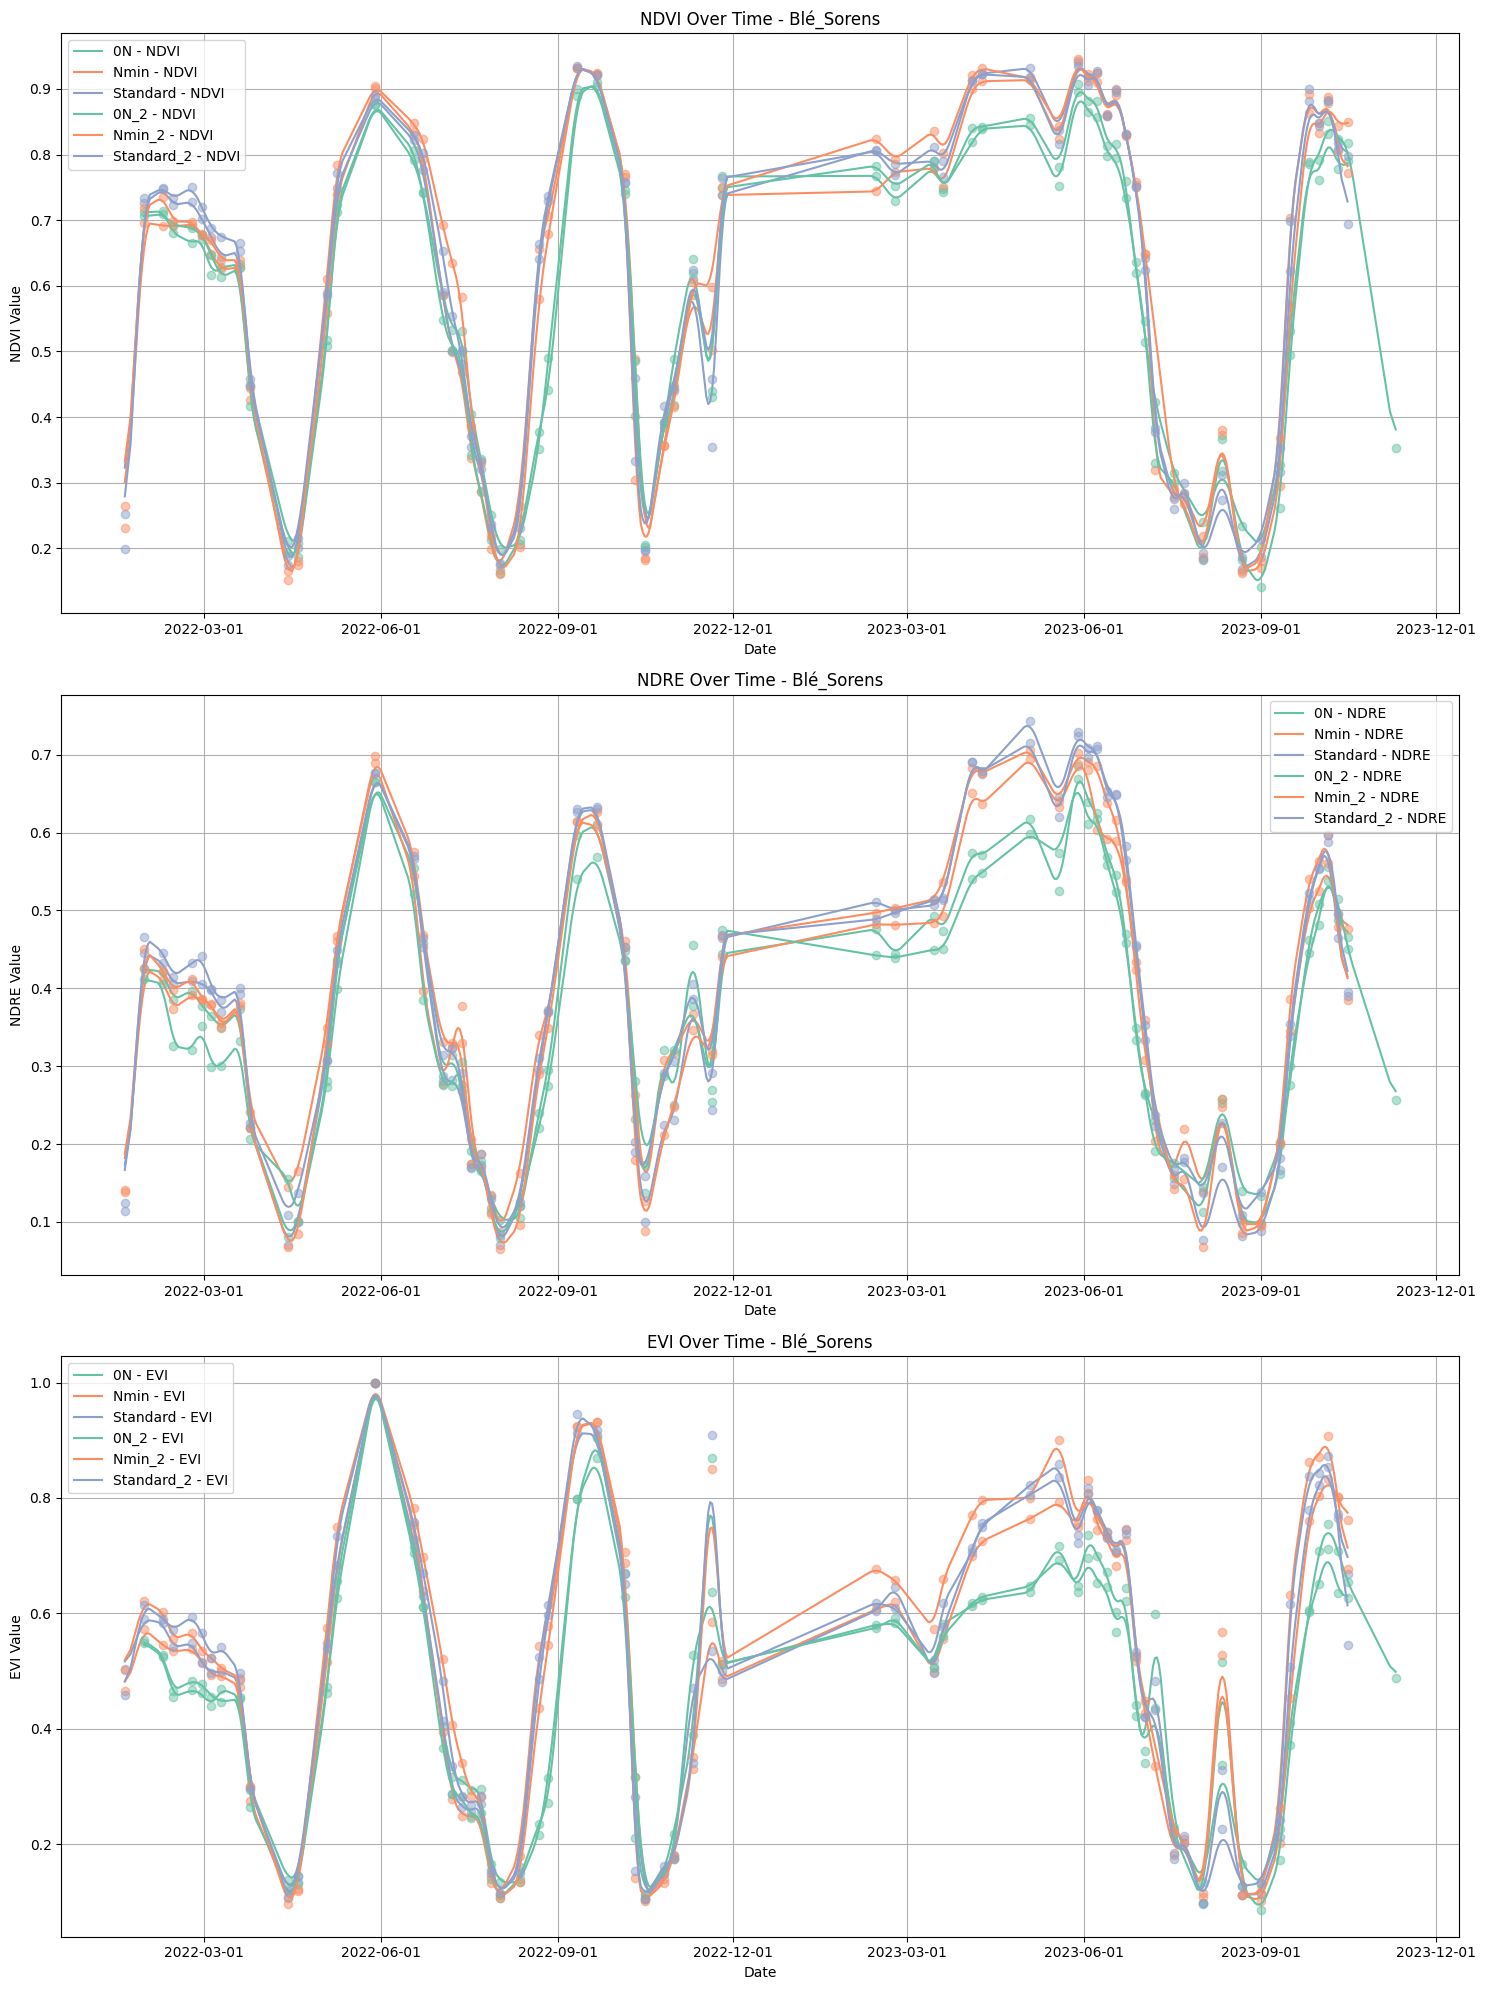 NDVI Over Time - Blé_Sorens
0N - NDVI
Nmin - NDVI
Standard - NDVI
0N_2 - NDVI
Nmin_2 - NDVI
Standard_2 - NDVI
NDVI Value
0.9
0.8
0.7
0.6
0.5
0.4
0.3
0.2
2022-03-01 2022-06-01 2022-09-01 2022-12-01 2023-03-01 2023-06-01 2023-09-01 2023-12-01
Date
NDRE Over Time - Blé_Sorens
0N - NDRE
Nmin - NDRE
Standard - NDRE
0N_2 - NDRE
Nmin_2 - NDRE
Standard_2 - NDRE
NDRE Value
0.7
0.6
0.5
0.4
0.3
0.2
0.1
2022-03-01 2022-06-01 2022-09-01 2022-12-01 2023-03-01 2023-06-01 2023-09-01 2023-12-01
Date
EVI Over Time - Blé_Sorens
0N - EVI
Nmin - EVI
Standard - EVI
0N_2 - EVI
Nmin_2 - EVI
Standard_2 - EVI
EVI Value
1.0
0.8
0.6
0.4
0.2
2022-03-01 2022-06-01 2022-09-01 2022-12-01 2023-03-01 2023-06-01 2023-09-01 2023-12-01
Date